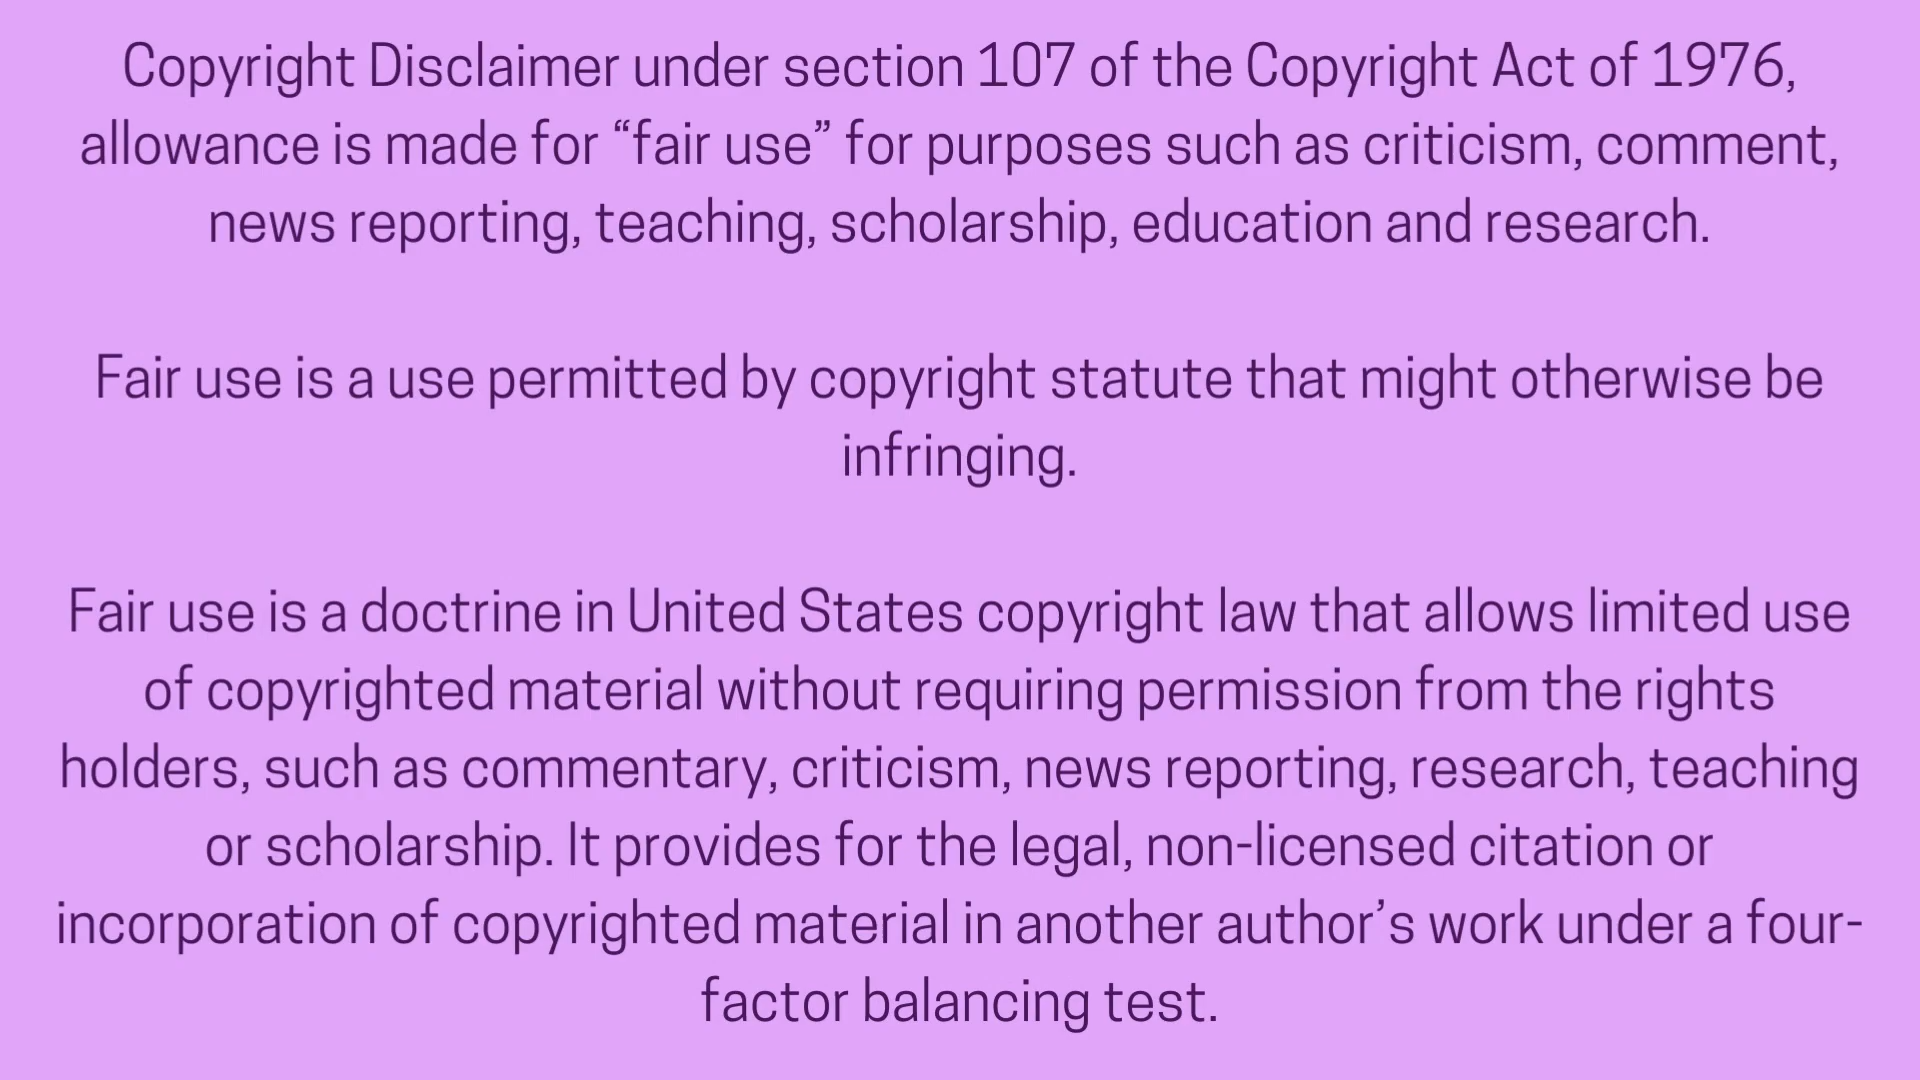 Copyright Disclaimer under section 107 of the Copyright Act of 1976,
allowance is made for “fair use” for purposes such as criticism, comment,
news reporting, teaching, scholarship, education and research.
Fair use is a use permitted by copyright statute that might otherwise be
infringing.
Fair use is a doctrine in United States copyright law that allows limited use
of copyrighted material without requiring permission from the rights
holders, such as commentary, criticism, news reporting, research, teaching
or scholarship. It provides for the legal, non-licensed citation or
incorporation of copyrighted material in another author’s work under a four-
factor balancing test.